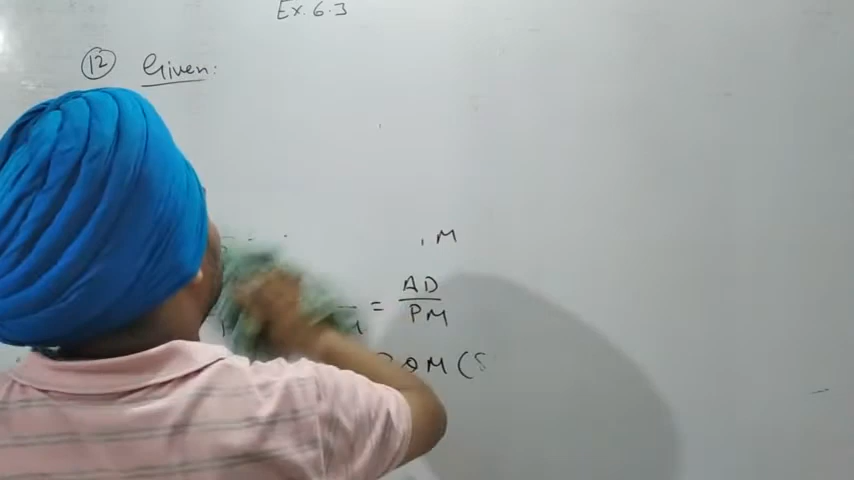 Ex. 6.3
12 Given:
, M
= AD
PM
QM (S